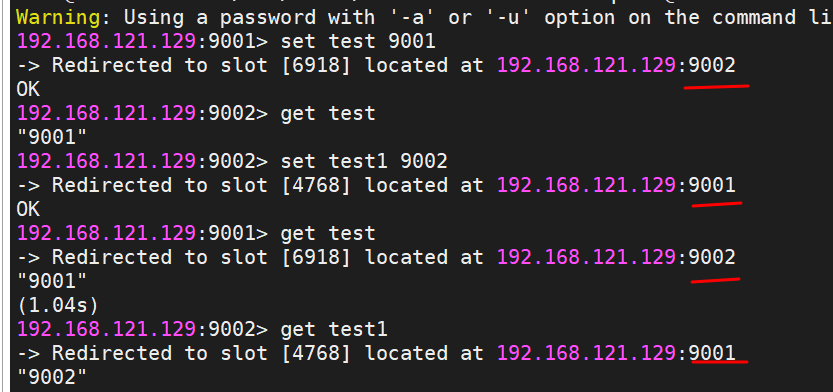 Warning: Using a password with '-a' or '-u' option on the command li
192.168.121.129:9001> set test 9001
-> Redirected to slot [6918] located at 192.168.121.129:9002
OK
192.168.121.129:9002> get test
"9001"
192.168.121.129:9002> set test1 9002
-> Redirected to slot [4768] located at 192.168.121.129:9001
OK
192.168.121.129:9001> get test
-> Redirected to slot [6918] located at 192.168.121.129:9002
"9001"
(1.04s)
192.168.121.129:9002> get test1
-> Redirected to slot [4768] located at 192.168.121.129:9001
"9002"